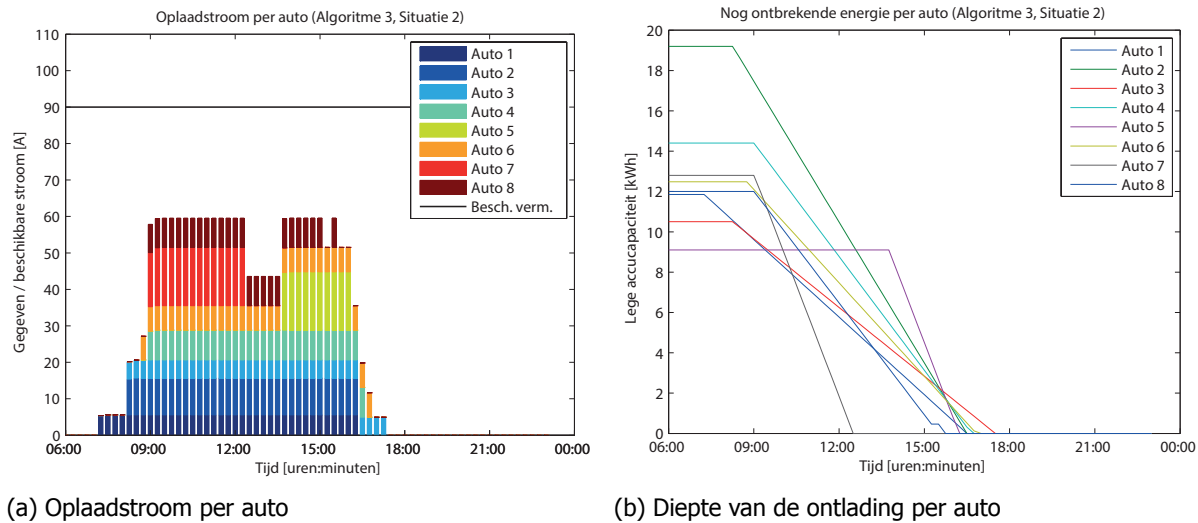 Oplaadstroom per auto (Algoritme 3, Situatie 2)
Gegeven / beschikbare stroom [A]
110
100
90
80
70
60
50
40
30
20
10
0
06:00
09:00
12:00
15:00
18:00
21:00
00:00
Tijd [uren:minuten]
Auto 1
Auto 2
Auto 3
Auto 4
Auto 5
Auto 6
Auto 7
Auto 8
Besch. verm.
(a) Oplaadstroom per auto
Nog ontbrekende energie per auto (Algoritme 3, Situatie 2)
Lege accucapaciteit [kWh]
20
18
16
14
12
10
8
6
4
2
0
06:00
09:00
12:00
15:00
18:00
21:00
00:00
Tijd [uren:minuten]
Auto 1
Auto 2
Auto 3
Auto 4
Auto 5
Auto 6
Auto 7
Auto 8
(b) Diepte van de ontlading per auto